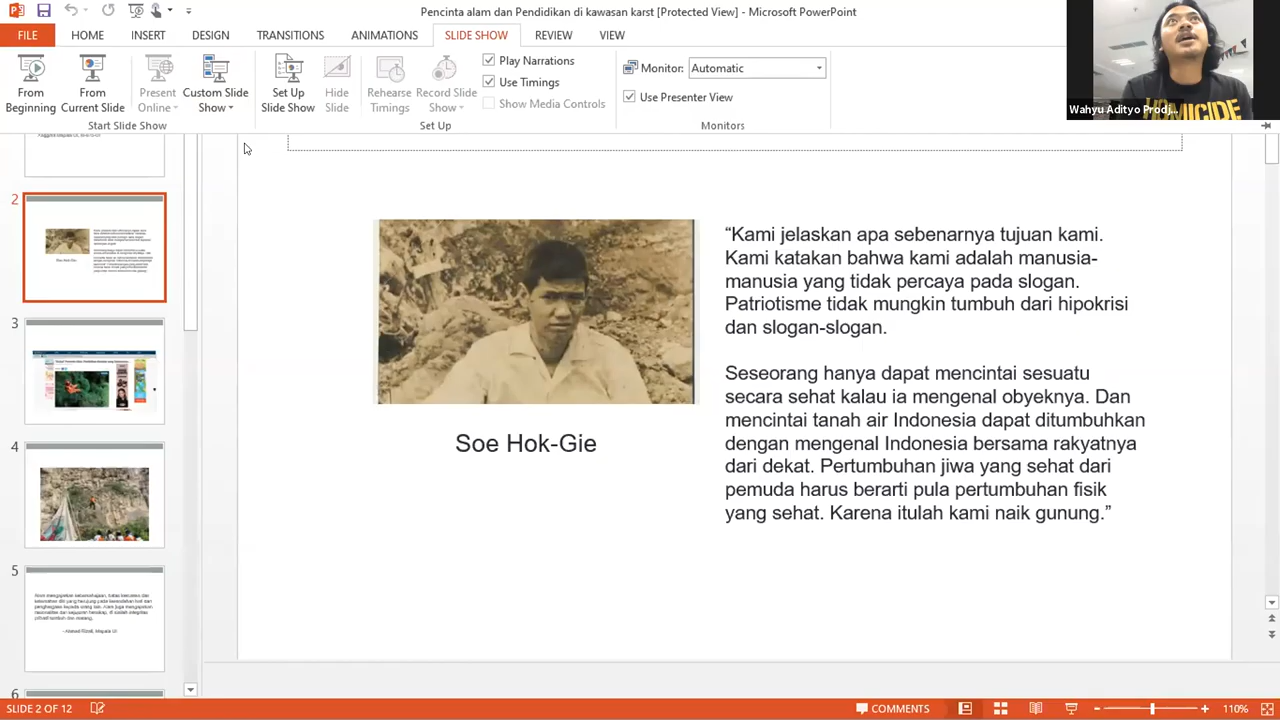 Pencinta alam dan Pendidikan di kawasan karst [Protected View] - Microsoft PowerPoint
FILE HOME INSERT DESIGN TRANSITIONS ANIMATIONS SLIDE SHOW REVIEW VIEW
From Beginning
From Current Slide
Present Online
Custom Slide Show
Start Slide Show
Set Up Slide Show
Hide Slide
Rehearse Timings
Record Slide Show
Play Narrations
Use Timings
Show Media Controls
Set Up
Monitor: Automatic
Use Presenter View
Monitors
Wahyu Adityo Prodj...
HOMICIDE
2
3
4
5
6
“Kami jelaskan apa sebenarnya tujuan kami.
Kami katakan bahwa kami adalah manusia-
manusia yang tidak percaya pada slogan.
Patriotisme tidak mungkin tumbuh dari hipokrisi
dan slogan-slogan.
Seseorang hanya dapat mencintai sesuatu
secara sehat kalau ia mengenal obyeknya. Dan
mencintai tanah air Indonesia dapat ditumbuhkan
dengan mengenal Indonesia bersama rakyatnya
dari dekat. Pertumbuhan jiwa yang sehat dari
pemuda harus berarti pula pertumbuhan fisik
yang sehat. Karena itulah kami naik gunung.”
Soe Hok-Gie
SLIDE 2 OF 12
COMMENTS
110%